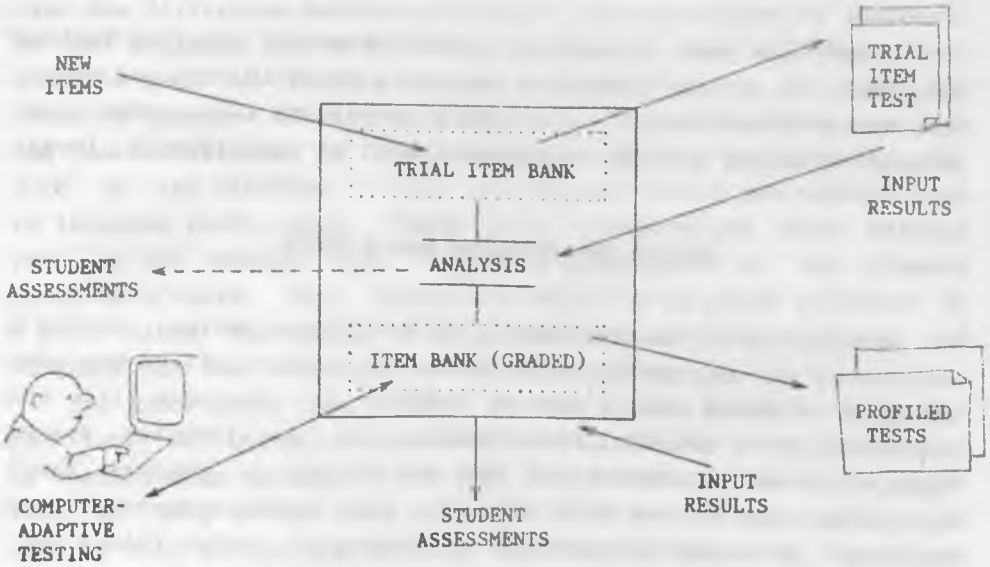 NEW
ITEMS
TRIAL
ITEM
TEST
TRIAL ITEM BANK
INPUT
RESULTS
STUDENT
ASSESSMENTS
ANALYSIS
ITEM BANK (GRADED)
PROFILED
TESTS
COMPUTER-
ADAPTIVE
TESTING
STUDENT
ASSESSMENTS
INPUT
RESULTS